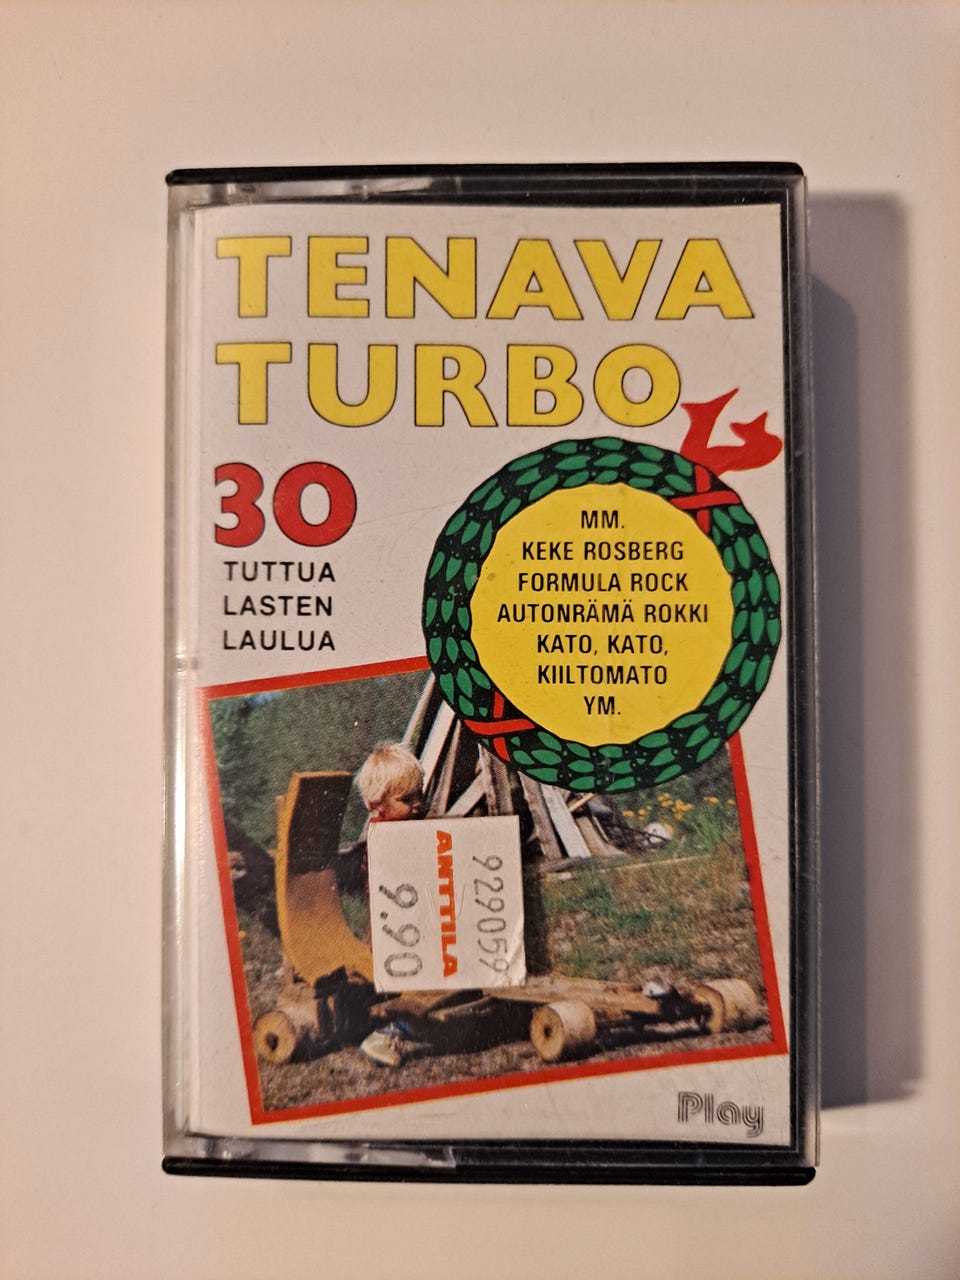 TENAVA
TURBO
30
TUTTUA
LASTEN
LAULUA
MM.
KEKE ROSBERG
FORMULA ROCK
AUTONRÄMÄ ROKKI
KATO, KATO,
KIILTOMATO
YM.
929059
ANTTILA
9.90
Play